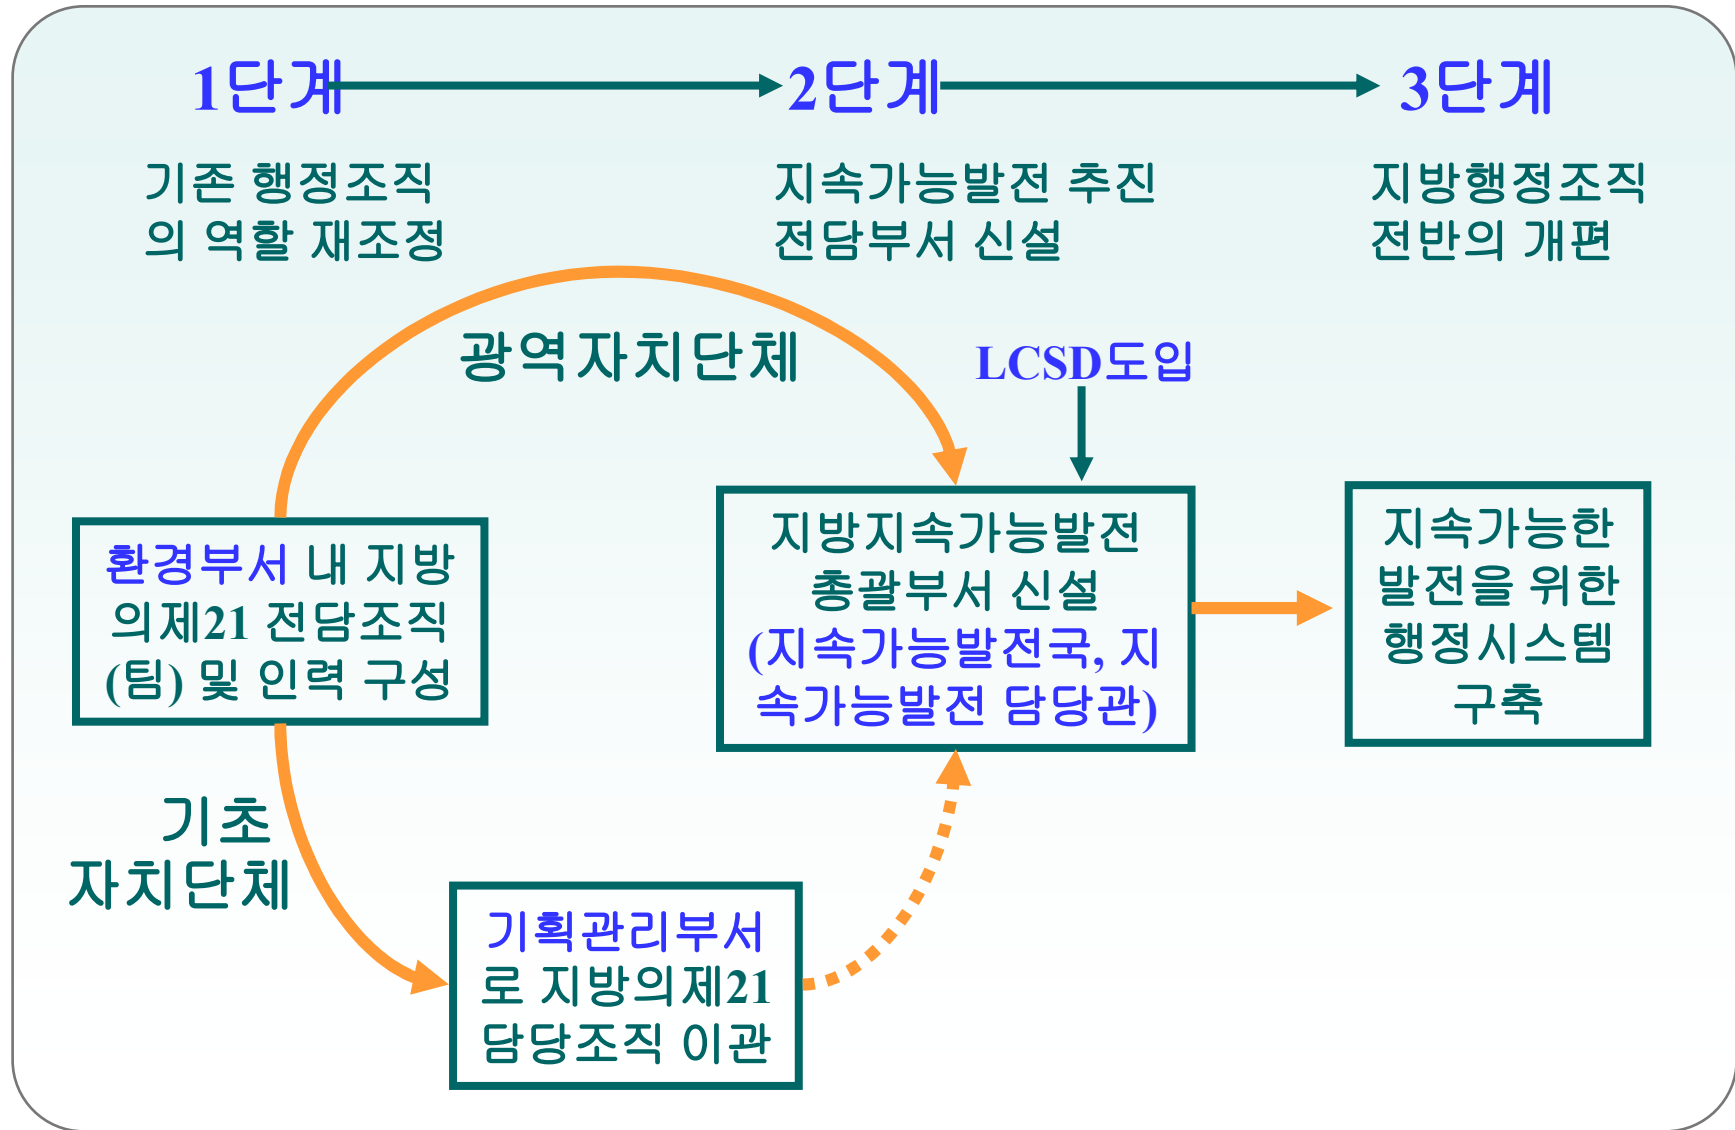 1단계
2단계
3단계
기존 행정조직
의 역할 재조정
지속가능발전 추진
전담부서 신설
지방행정조직
전반의 개편
광역자치단체
LCSD도입
환경부서 내 지방
의제21 전담조직
(팀) 및 인력 구성
지방지속가능발전
총괄부서 신설
(지속가능발전국, 지
속가능발전 담당관)
지속가능한
발전을 위한
행정시스템
구축
기초
자치단체
기획관리부서
로 지방의제21
담당조직 이관